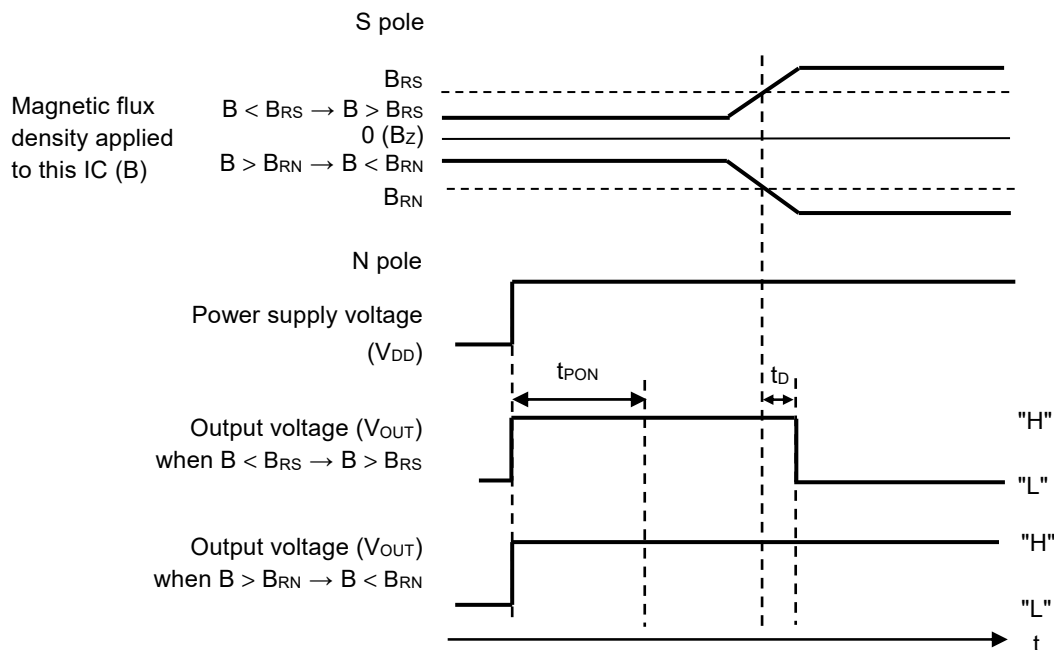 S pole
BRS
Magnetic flux
density applied
to this IC (B)
B < BRS → B > BRS
0 (BZ)
B > BRN → B < BRN
BRN
N pole
Power supply voltage
(VDD)
tPON
tD
Output voltage (VOUT)
when B < BRS → B > BRS
"H"
"L"
Output voltage (VOUT)
when B > BRN → B < BRN
"H"
"L"
t